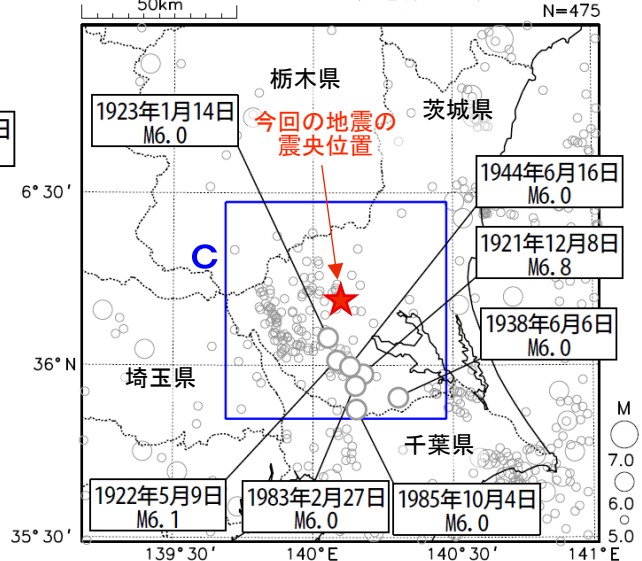 50km
N=475
栃木県
茨城県
1923年1月14日
M6.0
今回の地震の
震央位置
日
1944年6月16日
M6.0
6°30′
1921年12月8日
M6.8
C
1938年6月6日
M6.0
36°N
埼玉県
千葉県
M
7.0
6.0
5.0
1922年5月9日
M6.1
1983年2月27日
M6.0
1985年10月4日
M6.0
35°30′
139°30′
140°E
140°30′
141°E